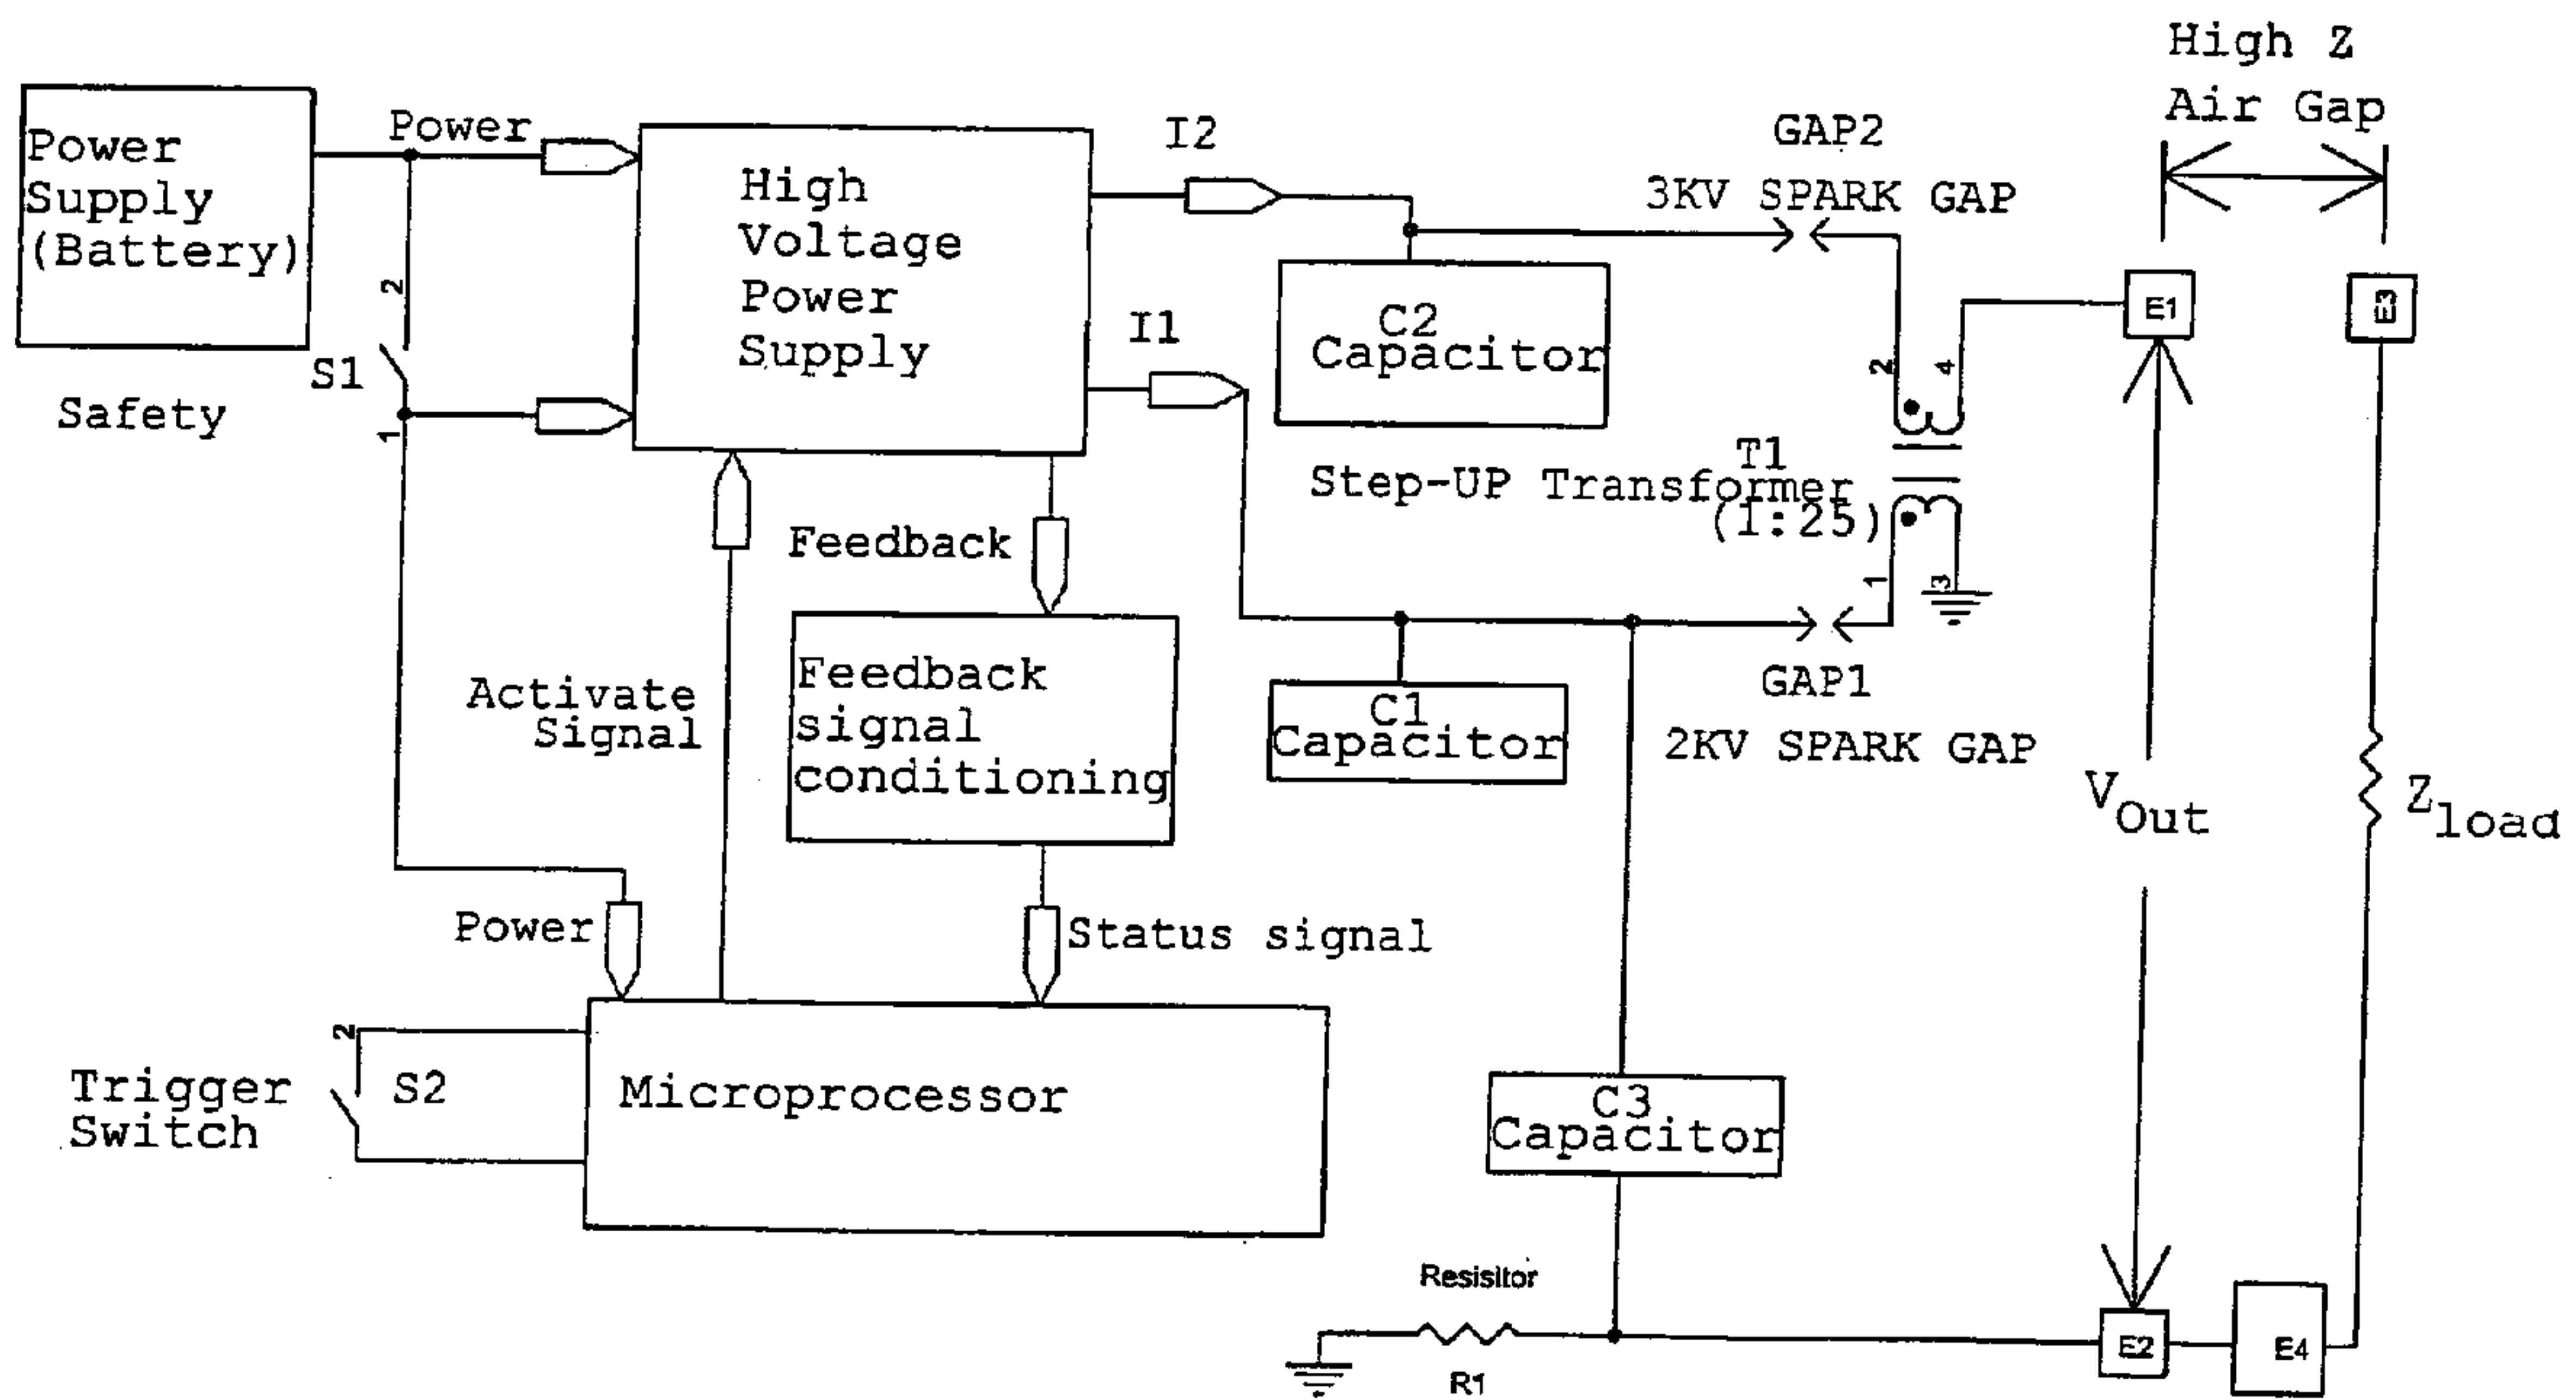 High Z
Air Gap
Power
Supply
(Battery)
Power
High
Voltage
Power
Supply
I2
GAP2
3KV SPARK GAP
2
S1
Safety
1
I1
C2
Capacitor
2
4
E1
E3
T1
Step-UP Transformer
(1:25)
1
3
Feedback
Activate
Signal
Feedback
signal
conditioning
C1
Capacitor
GAP1
2KV SPARK GAP
VOut
Zload
Power
Status signal
2
Trigger
Switch
S2
Microprocessor
C3
Capacitor
Resisitor
R1
E2
E4